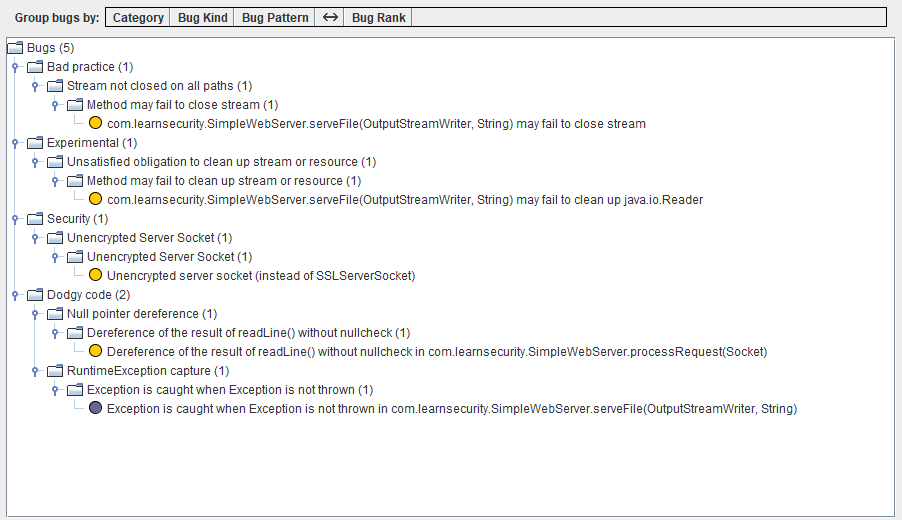 Group bugs by: Category Bug Kind Bug Pattern ↔ Bug Rank
Bugs (5)
Bad practice (1)
Stream not closed on all paths (1)
Method may fail to close stream (1)
com.learnsecurity.SimpleWebServer.serveFile(OutputStreamWriter, String) may fail to close stream
Experimental (1)
Unsatisfied obligation to clean up stream or resource (1)
Method may fail to clean up stream or resource (1)
com.learnsecurity.SimpleWebServer.serveFile(OutputStreamWriter, String) may fail to clean up java.io.Reader
Security (1)
Unencrypted Server Socket (1)
Unencrypted Server Socket (1)
Unencrypted server socket (instead of SSLServerSocket)
Dodgy code (2)
Null pointer dereference (1)
Dereference of the result of readLine() without nullcheck (1)
Dereference of the result of readLine() without nullcheck in com.learnsecurity.SimpleWebServer.processRequest(Socket)
RuntimeException capture (1)
Exception is caught when Exception is not thrown (1)
Exception is caught when Exception is not thrown in com.learnsecurity.SimpleWebServer.serveFile(OutputStreamWriter, String)